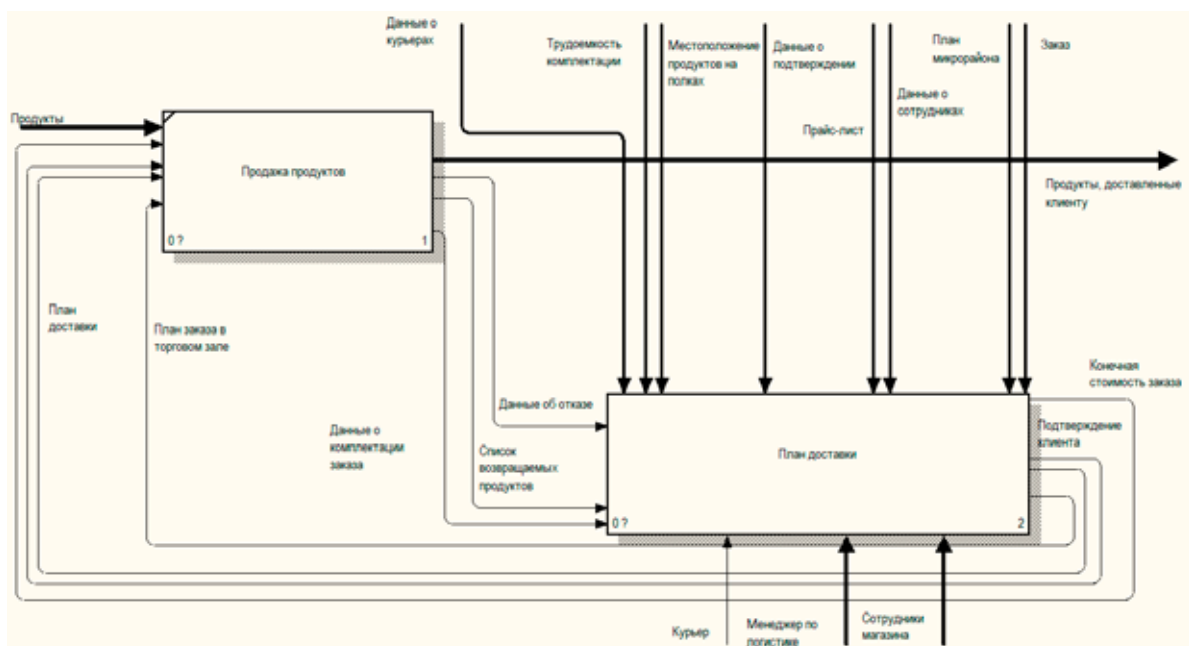 Данные о
курьерах
Трудоемкость
комплектации
Местоположение
продуктов на
полках
Данные о
подтверждении
План
микрорайона
Заказ
Данные о
сотрудниках
Прайс-лист
Продукты
Продажа продуктов
0 ?
1
Продукты, доставленные
клиенту
План
доставки
План заказа в
торговом зале
Данные об отказе
Данные о
комплектации
заказа
Список
возвращаемых
продуктов
Конечная
стоимость заказа
Подтверждение
клиента
План доставки
0 ?
2
Курьер
Менеджер по
логистике
Сотрудники
магазина